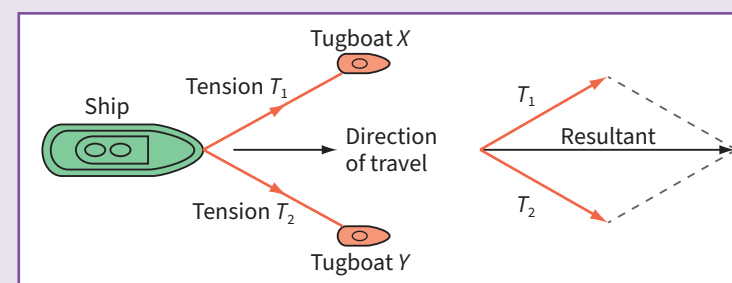 Tugboat X
Tension T₁
Ship
Direction
of travel
Tension T₂
Tugboat Y
T₁
Resultant
T₂